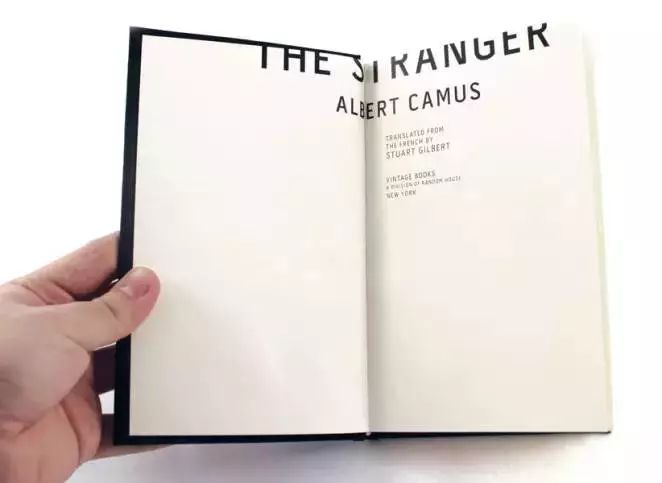 THE STRANGER
ALBERT CAMUS
TRANSLATED FROM
THE FRENCH BY
STUART GILBERT
VINTAGE BOOKS
A DIVISION OF RANDOM HOUSE
NEW YORK